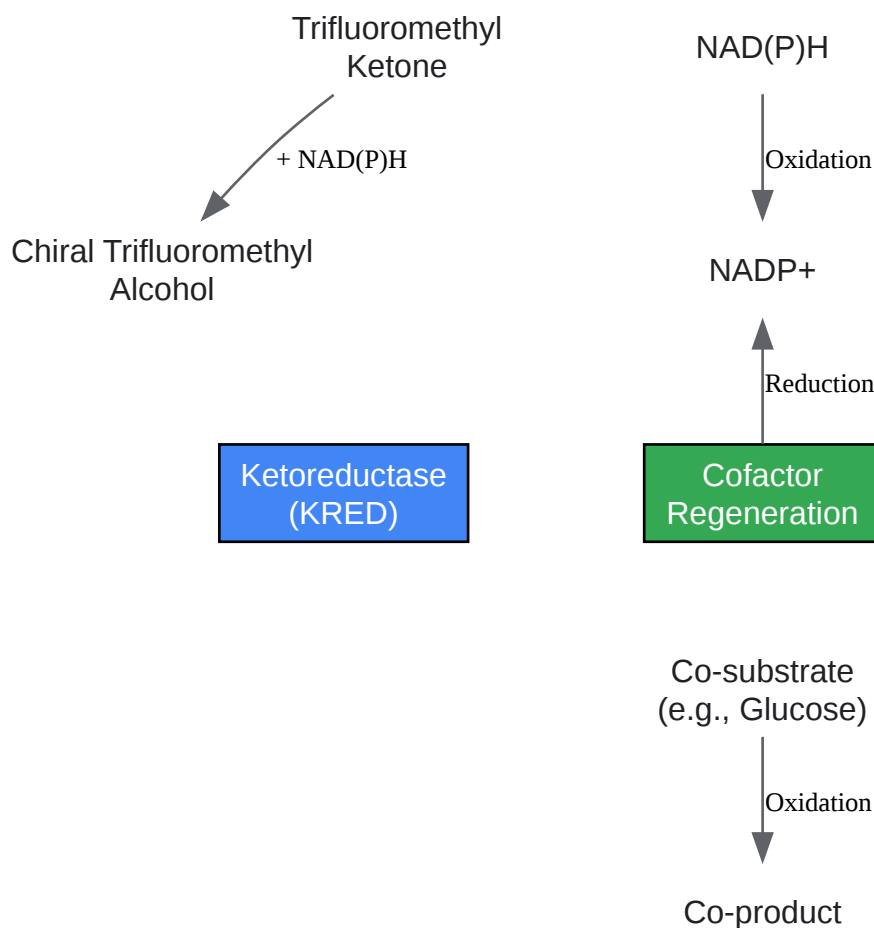 Trifluoromethyl
Ketone
NAD(P)H
+ NAD(P)H
Oxidation
Chiral Trifluoromethyl
Alcohol
NADP+
Reduction
Ketoreductase
(KRED)
Cofactor
Regeneration
Co-substrate
(e.g., Glucose)
Oxidation
Co-product